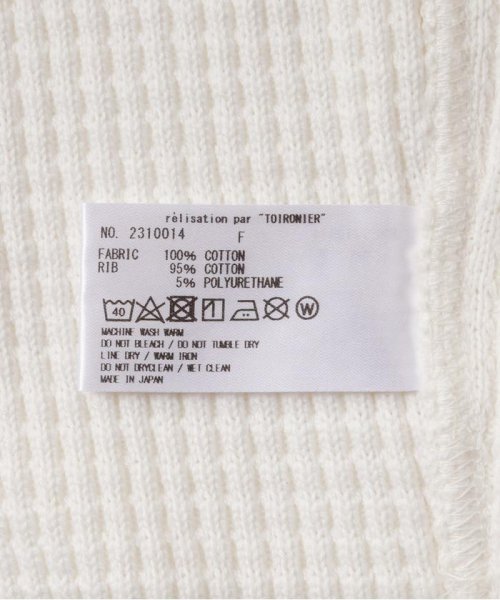 rélisation par "TOIRONIER"
NO. 2310014 F
FABRIC 100% COTTON
RIB 95% COTTON
5% POLYURETHANE
40 W
MACHINE WASH WARM
DO NOT BLEACH / DO NOT TUMBLE DRY
LINE DRY / WARM IRON
DO NOT DRYCLEAN / WET CLEAN
MADE IN JAPAN